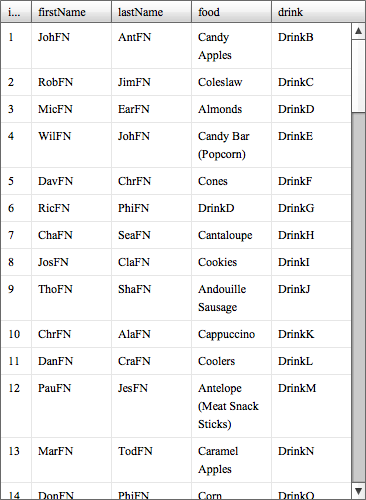 i... firstName lastName food drink
1 JohFN AntFN Candy DrinkB
Apples
2 RobFN JimFN Coleslaw DrinkC
3 MicFN EarFN Almonds DrinkD
4 WilFN JohFN Candy Bar DrinkE
(Popcorn)
5 DavFN ChrFN Cones DrinkF
6 RicFN PhiFN DrinkD DrinkG
7 ChaFN SeaFN Cantaloupe DrinkH
8 JosFN ClaFN Cookies DrinkI
9 ThoFN ShaFN Andouille DrinkJ
Sausage
10 ChrFN AlaFN Cappuccino DrinkK
11 DanFN CraFN Coolers DrinkL
12 PauFN JesFN Antelope DrinkM
(Meat Snack
Sticks)
13 MarFN TodFN Caramel DrinkN
Apples
14 DonFN PhiFN Corn DrinkO